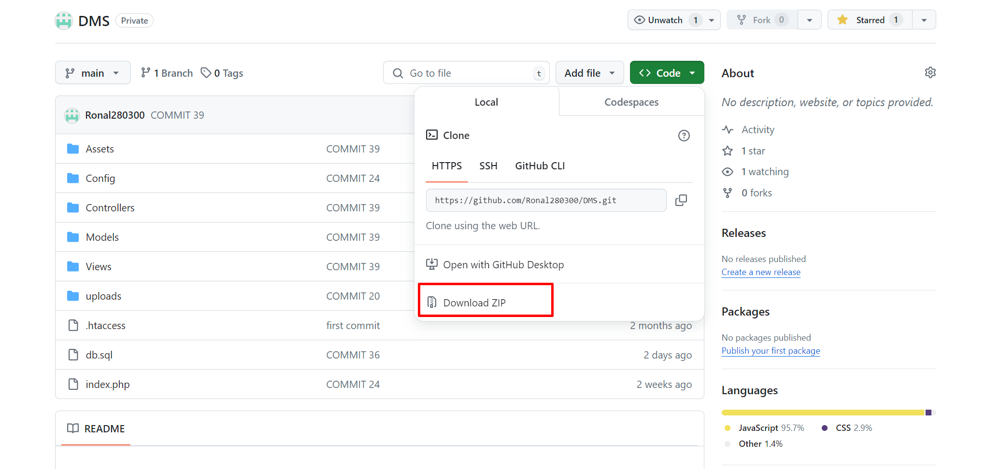 DMS Private
Unwatch 1
Fork 0
Starred 1
main
1 Branch
0 Tags
Go to file t
Add file
Code
Ronal280300 COMMIT 39
Assets COMMIT 39
Config COMMIT 24
Controllers COMMIT 39
Models COMMIT 39
Views COMMIT 39
uploads COMMIT 20
.htaccess first commit 2 months ago
db.sql COMMIT 36 2 days ago
index.php COMMIT 24 2 weeks ago
README
Local Codespaces
Clone
HTTPS SSH GitHub CLI
https://github.com/Ronal280300/DMS.git
Clone using the web URL.
Open with GitHub Desktop
Download ZIP
About
No description, website, or topics provided.
Activity
1 star
1 watching
0 forks
Releases
No releases published
Create a new release
Packages
No packages published
Publish your first package
Languages
JavaScript 95.7% CSS 2.9%
Other 1.4%